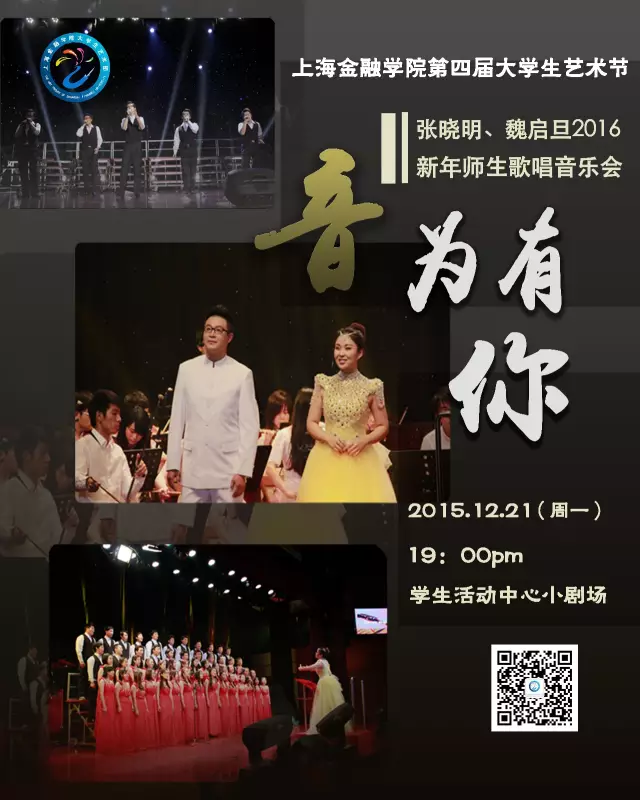 上海金融学院第四届大学生艺术节
张晓明、魏启旦2016
新年师生歌唱音乐会
音
为有
你
2015.12.21（周一）
19：00pm
学生活动中心小剧场